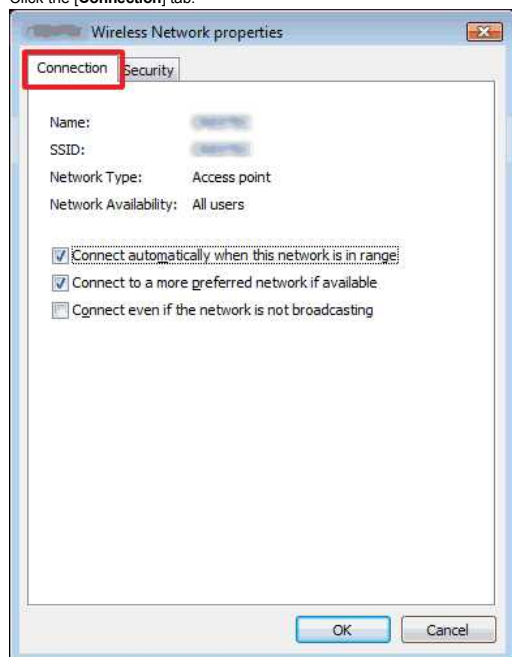 Click the [Connection] tab.
Wireless Network properties
Connection Security
Name:
SSID:
Network Type: Access point
Network Availability: All users
Connect automatically when this network is in range
Connect to a more preferred network if available
Connect even if the network is not broadcasting
OK Cancel